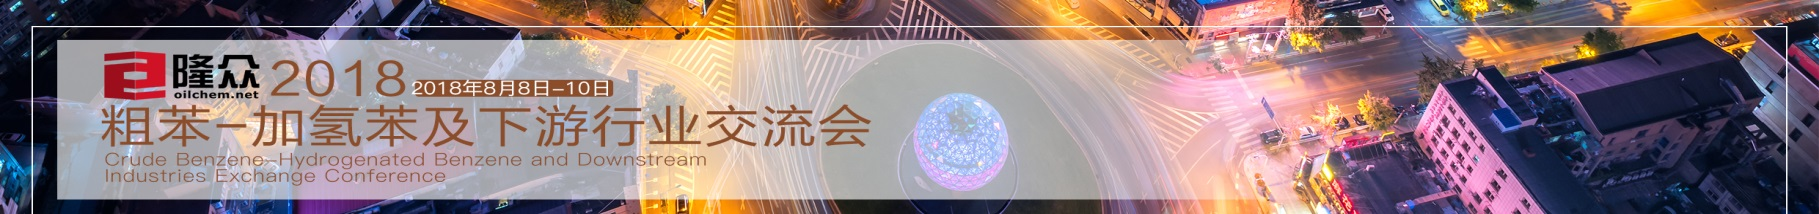 隆众
oilchem.net
2018
2018年8月8日-10日
粗苯-加氢苯及下游行业交流会
Crude Benzene-Hydrogenated Benzene and Downstream
Industries Exchange Conference